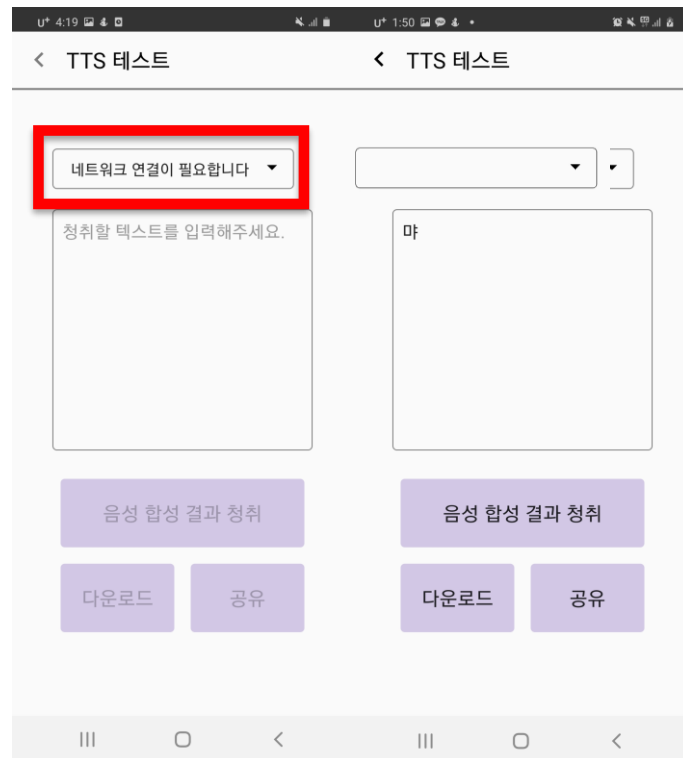 U+ 4:19
TTS 테스트
네트워크 연결이 필요합니다
청취할 텍스트를 입력해주세요.
음성 합성 결과 청취
다운로드
공유
U+ 1:50
TTS 테스트
먀
음성 합성 결과 청취
다운로드
공유